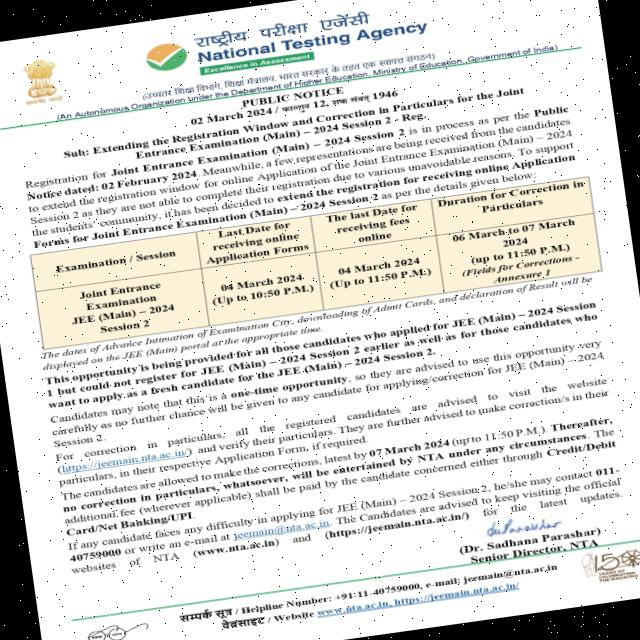 राष्ट्रीय परीक्षा एजेंसी
National Testing Agency
Excellence in Assessment
(उच्चतर शिक्षा विभाग, शिक्षा मंत्रालय, भारत सरकार के तहत एक स्वायत्त संगठन)
(An Autonomous Organization under the Department of Higher Education, Ministry of Education, Government of India)
PUBLIC NOTICE
02 March 2024 / फाल्गुन 12, शक संवत् 1946
Sub: Extending the Registration Window and Correction in Particulars for the Joint
Entrance Examination (Main) – 2024 Session 2 - Reg.
Registration for Joint Entrance Examination (Main) – 2024 Session 2 is in process as per the Public
Notice dated: 02 February 2024. Meanwhile, a few representations are being received from the candidates
to extend the registration window for online Application of the Joint Entrance Examination (Main) – 2024
Session 2 as they are not able to complete their registration due to various unavoidable reasons. To support
the students' community, it has been decided to extend the registration for receiving online Application
Forms for Joint Entrance Examination (Main) – 2024 Session 2 as per the details given below:
Examination / Session
Last Date for
receiving online
Application Forms
The last Date for
receiving fees
online
Duration for Correction in
Particulars
Joint Entrance
Examination
JEE (Main) – 2024
Session 2
04 March 2024
(Up to 10:50 P.M.)
04 March 2024
(Up to 11:50 P.M.)
06 March to 07 March
2024
(up to 11:50 P.M.)
(Fields for Corrections -
Annexure 1
The dates of Advance Intimation of Examination City, downloading of Admit Cards, and declaration of Result will be
displayed on the JEE (Main) portal at the appropriate time.
This opportunity is being provided for all those candidates who applied for JEE (Main) – 2024 Session
1 but could not register for JEE (Main) – 2024 Session 2 earlier as well as for those candidates who
want to apply as a fresh candidate for the JEE (Main) – 2024 Session 2.
Candidates may note that this is a one-time opportunity, so they are advised to use this opportunity very
carefully as no further chance will be given to any candidate for applying/correction for JEE (Main) – 2024
Session 2.
For correction in particulars: all the registered candidates are advised to visit the website
(https://jeemain.nta.ac.in/) and verify their particulars. They are further advised to make correction/s in their
particulars, in their respective Application Form, if required.
The candidates are allowed to make the corrections, latest by 07 March 2024 (up to 11:50 P.M.). Thereafter,
no correction in particulars, whatsoever, will be entertained by NTA under any circumstances. The
additional fee (wherever applicable) shall be paid by the candidate concerned either through Credit/Debit
Card/Net Banking/UPI.
If any candidate faces any difficulty in applying for JEE (Main) – 2024 Session 2, he/she may contact 011-
40759000 or write an e-mail at jeemain@nta.ac.in. The Candidates are advised to keep visiting the official
websites of NTA (www.nta.ac.in) and (https://jeemain.nta.ac.in/) for the latest updates.
(Dr. Sadhana Parashar)
Senior Director, NTA
सम्पर्क सूत्र / Helpline Number: +91-11-40759000, e-mail; jeemain@nta.ac.in
वेबसाइट / Website www.nta.ac.in, https://jeemain.nta.ac.in/